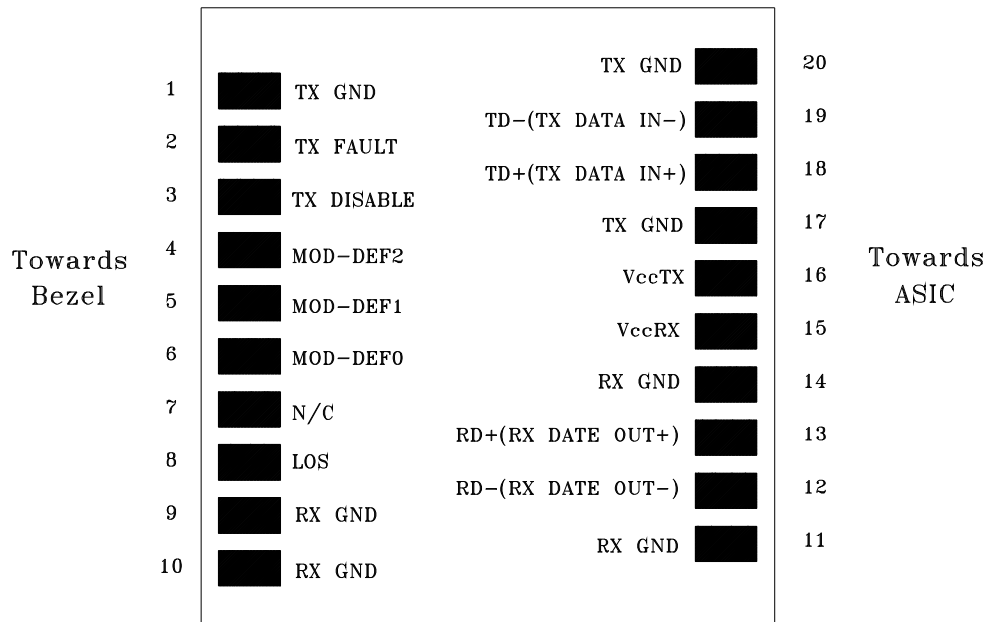 Towards
Bezel
1 TX GND
2 TX FAULT
3 TX DISABLE
4 MOD-DEF2
5 MOD-DEF1
6 MOD-DEF0
7 N/C
8 LOS
9 RX GND
10 RX GND
TX GND 20
TD-(TX DATA IN-) 19
TD+(TX DATA IN+) 18
TX GND 17
VccTX 16
VccRX 15
RX GND 14
RD+(RX DATE OUT+) 13
RD-(RX DATE OUT-) 12
RX GND 11
Towards
ASIC